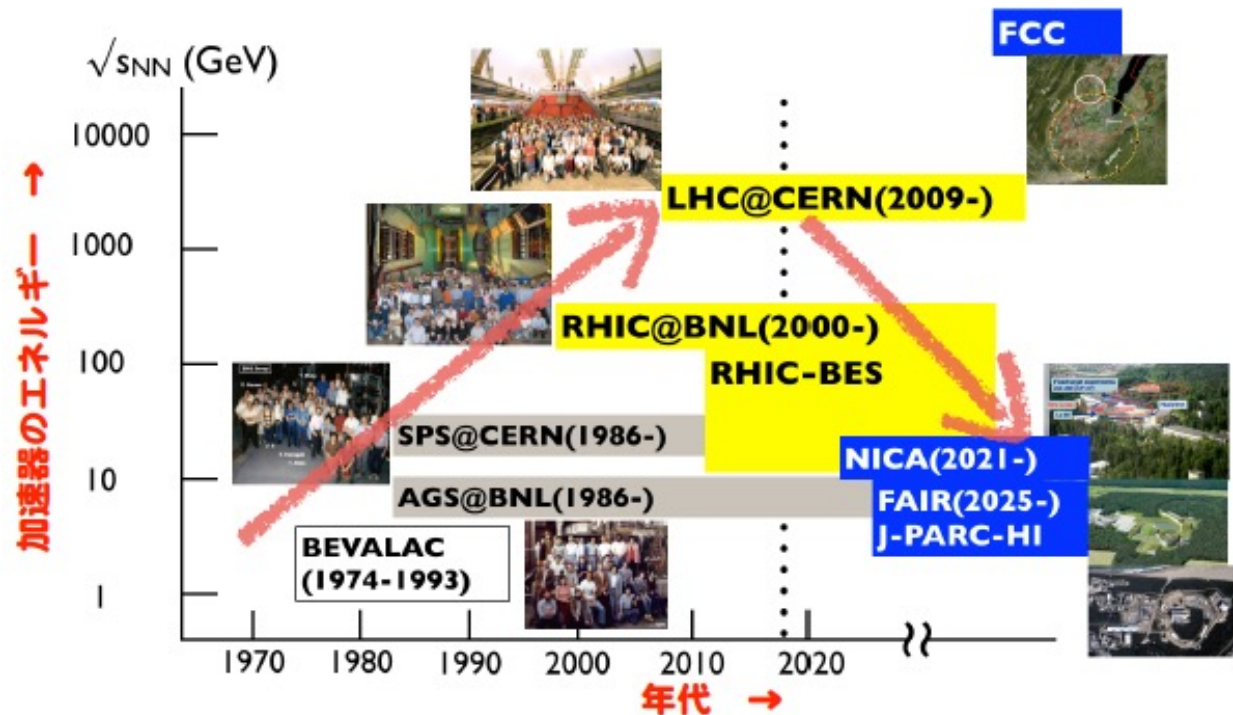 FCC
√sNN (GeV)
10000
1000
100
10
1
加速器のエネルギー →
LHC@CERN(2009-)
RHIC@BNL(2000-)
RHIC-BES
SPS@CERN(1986-)
AGS@BNL(1986-)
NICA(2021-)
FAIR(2025-)
J-PARC-HI
BEVALAC
(1974-1993)
1970 1980 1990 2000 2010 2020
年代 →